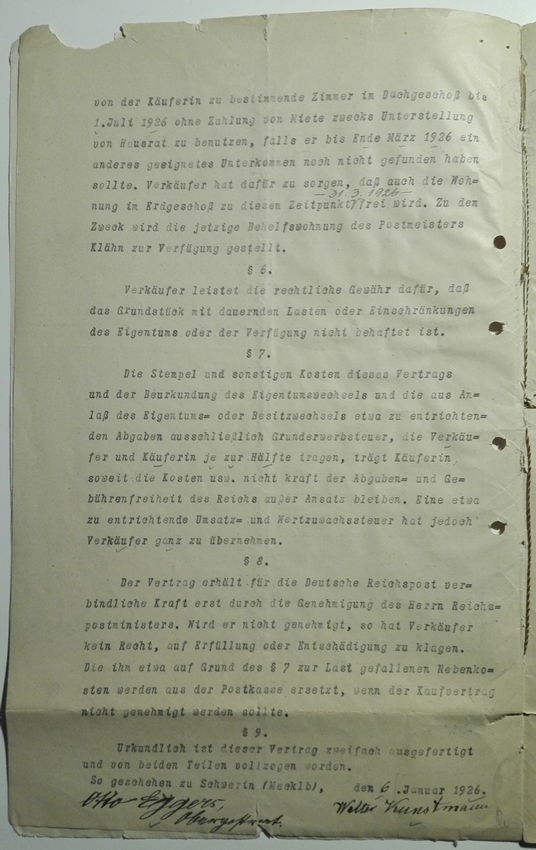 von der Käuferin zu bestimmende Zimmer im Dachgeschoß bis
1.Juli 1926 ohne Zahlung von Miete zwecks Unterstellung
von Hausrat zu benutzen, falls er bis Ende März 1926 ein
anderes geeignetes Unterkommen noch nicht gefunden haben
sollte. Verkäufer hat dafür zu sorgen, daß auch die Woh=
— 31.3.1926 —
nung im Erdgeschoß zu diesem Zeitpunkt frei wird. Zu dem
Zweck wird die jetzige Behelfswohnung des Postmeisters
Klähn zur Verfügung gestellt.
§ 6.
Verkäufer leistet die rechtliche Gewähr dafür, daß
das Grundstück mit dauernden Lasten oder Einschränkungen
des Eigentums oder der Verfügung nicht behaftet ist.
§ 7.
Die Stempel und sonstigen Kosten dieses Vertrags
und der Beurkundung des Eigentumswechsels und die aus An=
laß des Eigentums= oder Besitzwechsels etwa zu entrichten=
den Abgaben ausschließlich Grunderwerbsteuer, die Verkäu=
fer und Käuferin je zur Hälfte tragen, trägt Käuferin,
soweit die Kosten usw. nicht kraft der Abgaben= und Ge=
bührenfreiheit des Reichs außer Ansatz bleiben. Eine etwa
zu entrichtende Umsatz= und Wertzuwachssteuer hat jedoch
Verkäufer ganz zu übernehmen.
§ 8.
Der Vertrag erhält für die Deutsche Reichspost ver=
bindliche Kraft erst durch die Genehmigung des Herrn Reichs=
postministers. Wird er nicht genehmigt, so hat Verkäufer
kein Recht, auf Erfüllung oder Entschädigung zu klagen.
Die ihm etwa auf Grund des § 7 zur Last gefallenen Nebenko=
sten werden aus der Postkasse ersetzt, wenn der Kaufvertrag
nicht genehmigt werden sollte.
§ 9.
Urkundlich ist dieser Vertrag zweifach ausgefertigt
und von beiden Teilen vollzogen worden.
So geschehen zu Schwerin /Mecklb/, den 6. Januar 1926.
Otto Eggers, Walter Kunstmann